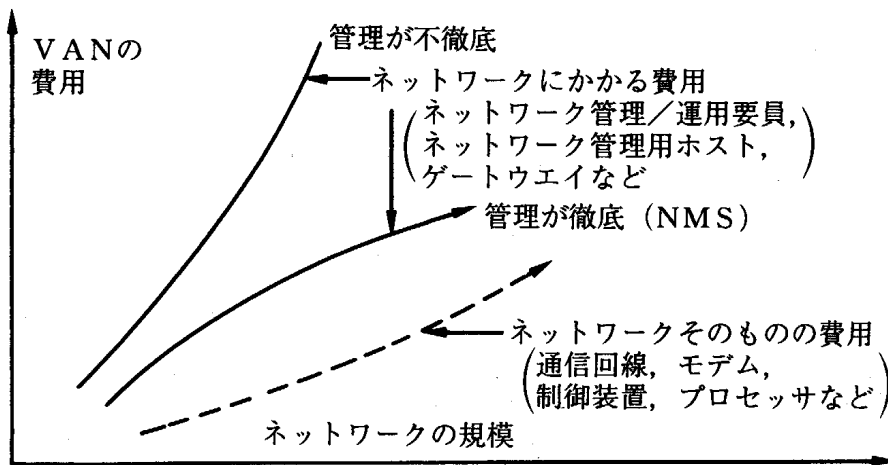 VANの
費用
管理が不徹底
ネットワークにかかる費用
(ネットワーク管理／運用要員,
ネットワーク管理用ホスト,
ゲートウエイなど)
管理が徹底 (NMS)
ネットワークそのものの費用
(通信回線, モデム,
制御装置, プロセッサなど)
ネットワークの規模